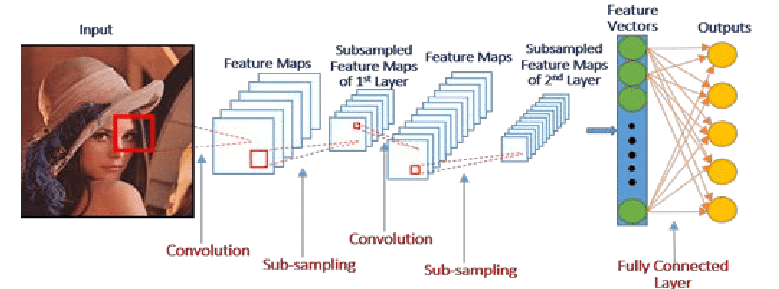 Input
Feature Maps
Subsampled
Feature Maps
of 1st Layer
Feature Maps
Subsampled
Feature Maps
of 2nd Layer
Feature
Vectors
Outputs
Convolution
Sub-sampling
Convolution
Sub-sampling
Fully Connected
Layer